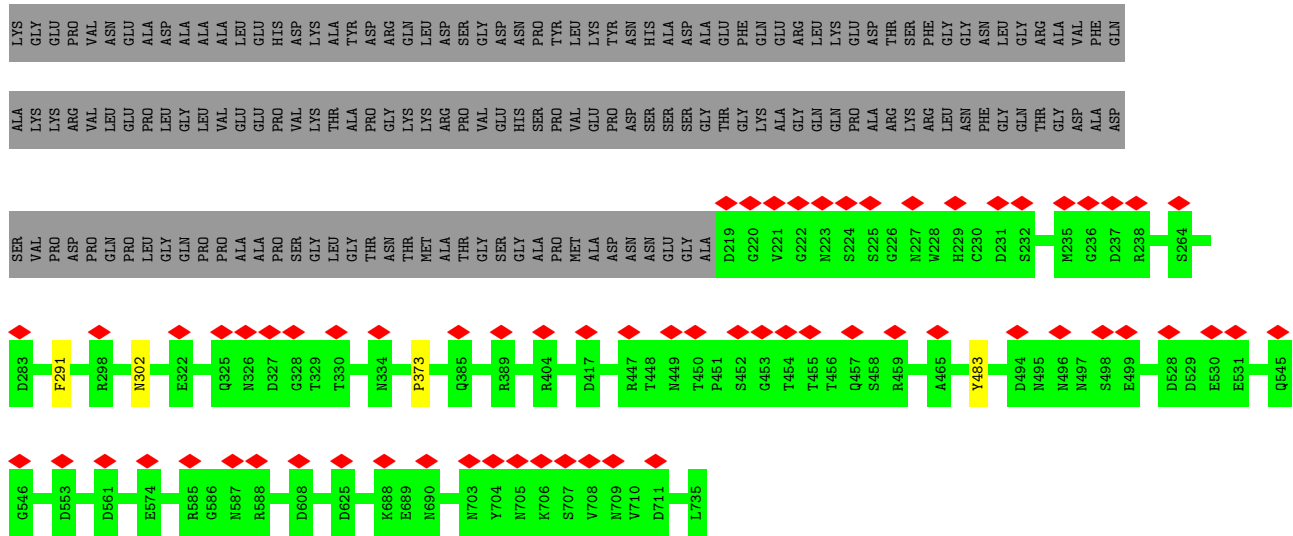 LYS GLY GLU PRO VAL ASN GLU ALA ASP ALA ALA ALA LEU GLU HIS ASP LYS ALA TYR ASP ARG GLN LEU ASP SER GLY ASP ASN PRO TYR LEU LYS TYR ASN HIS ALA ASP ALA GLU PHE GLN GLU ARG LEU LYS GLU ASP THR SER PHE GLY GLY ASN LEU GLY ARG ALA VAL PHE GLN
ALA LYS LYS ARG VAL LEU GLU PRO LEU GLY LEU VAL GLU GLU PRO VAL LYS THR ALA PRO GLY LYS LYS ARG PRO VAL GLU HIS SER PRO VAL GLU PRO ASP SER SER SER GLY THR GLY LYS ALA GLY GLN GLN PRO ALA ARG LYS ARG LEU ASN PHE GLY GLN THR GLY ASP ALA ASP
SER VAL PRO ASP PRO GLN PRO LEU GLY GLN PRO PRO ALA ALA PRO SER GLY LEU GLY THR ASN THR MET ALA THR GLY SER GLY ALA PRO MET ALA ASP ASN ASN GLU GLY ALA D219 G220 V221 G222 N223 S224 S225 G226 N227 W228 H229 C230 D231 S232 M235 G236 D237 R238 S264
D283 F291 R298 N302 E322 Q325 N326 D327 G328 T329 T330 N334 P373 Q385 R389 R404 D417 R447 T448 N449 T450 P451 S452 G453 T454 T455 T456 Q457 S458 R459 A465 Y483 D494 N495 N496 N497 S498 E499 D528 D529 E530 E531 Q545
G546 D553 D561 E574 R585 G586 N587 R588 D608 D625 K688 E689 N690 N703 Y704 N705 K706 S707 V708 N709 V710 D711 L735